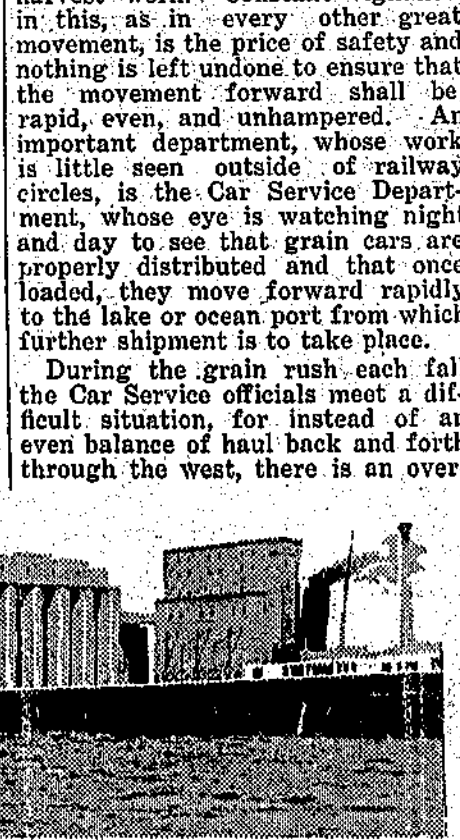 in this, as in every other great
movement, is the price of safety and
nothing is left undone to ensure that
the movement forward shall be
rapid, even, and unhampered. An
important department, whose work
is little seen outside of railway
circles, is the Car Service Depart-
ment, whose eye is watching night
and day to see that grain cars are
properly distributed and that once
loaded, they move forward rapidly
to the lake or ocean port from which
further shipment is to take place.
During the grain rush each fal
the Car Service officials meet a dif-
ficult situation, for instead of an
even balance of haul back and forth
through the west, there is an over